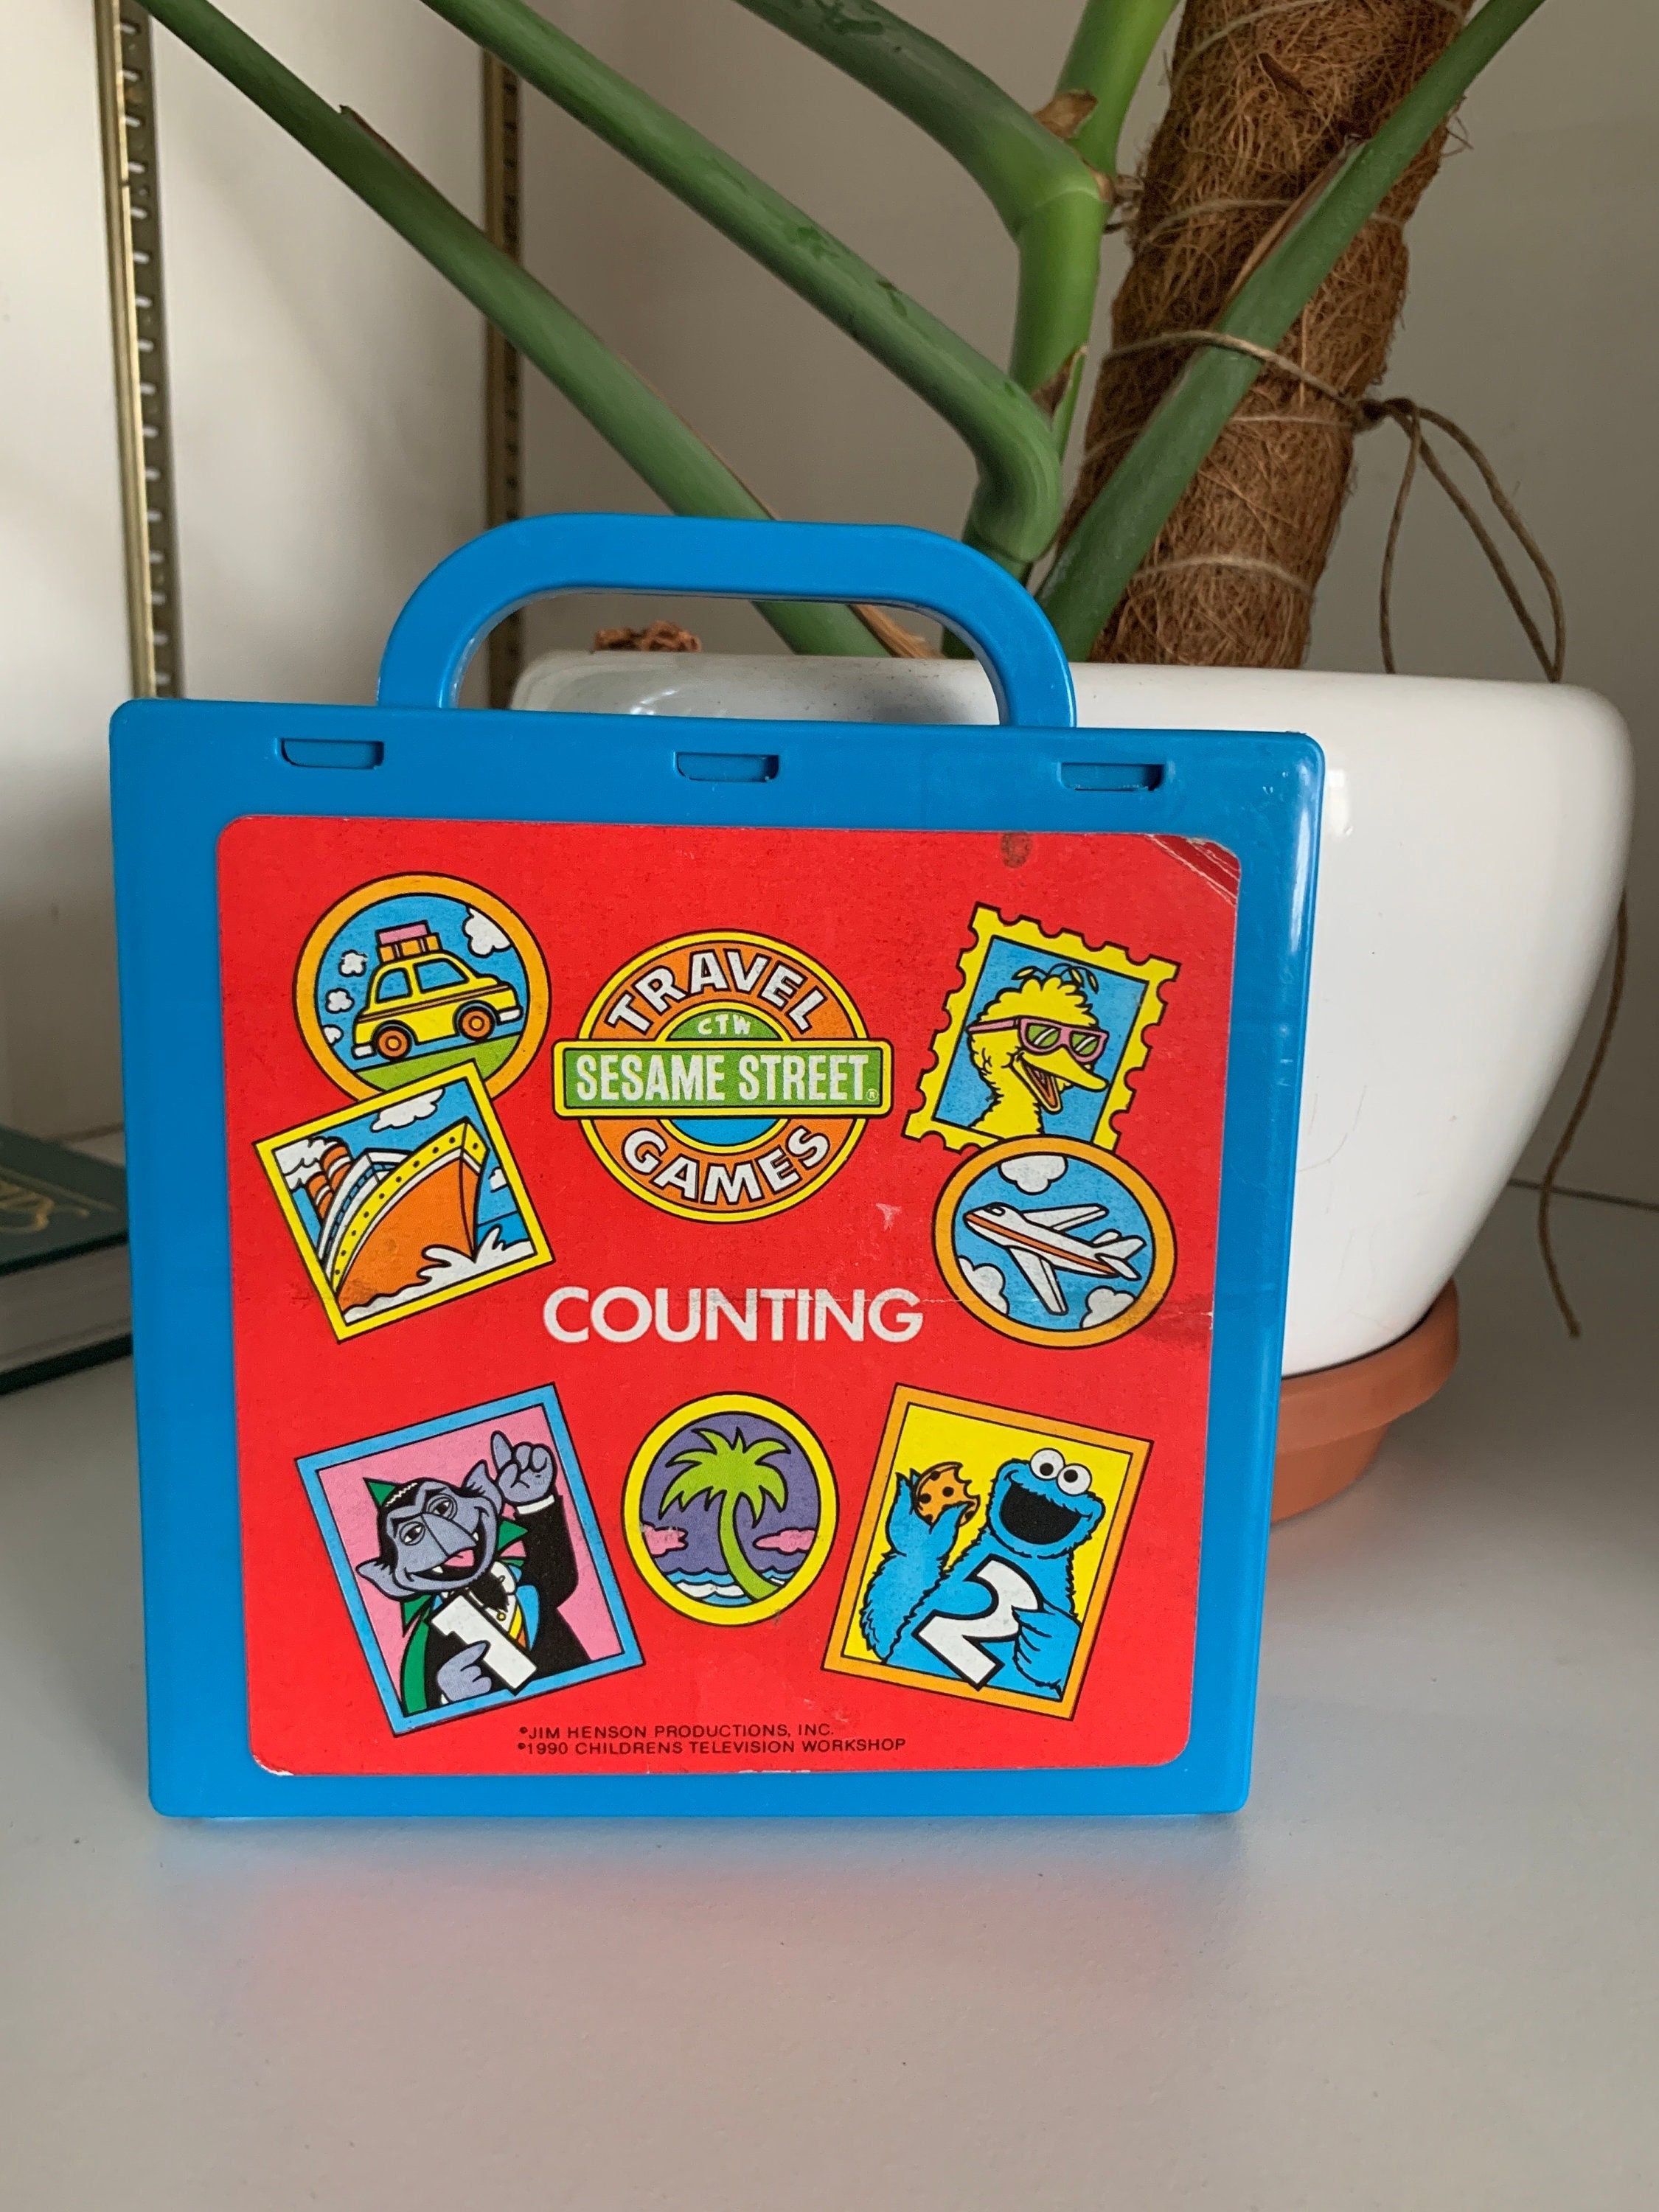 TRAVEL
CTW
SESAME STREET®
GAMES
COUNTING
1
2
©JIM HENSON PRODUCTIONS, INC.
©1990 CHILDRENS TELEVISION WORKSHOP